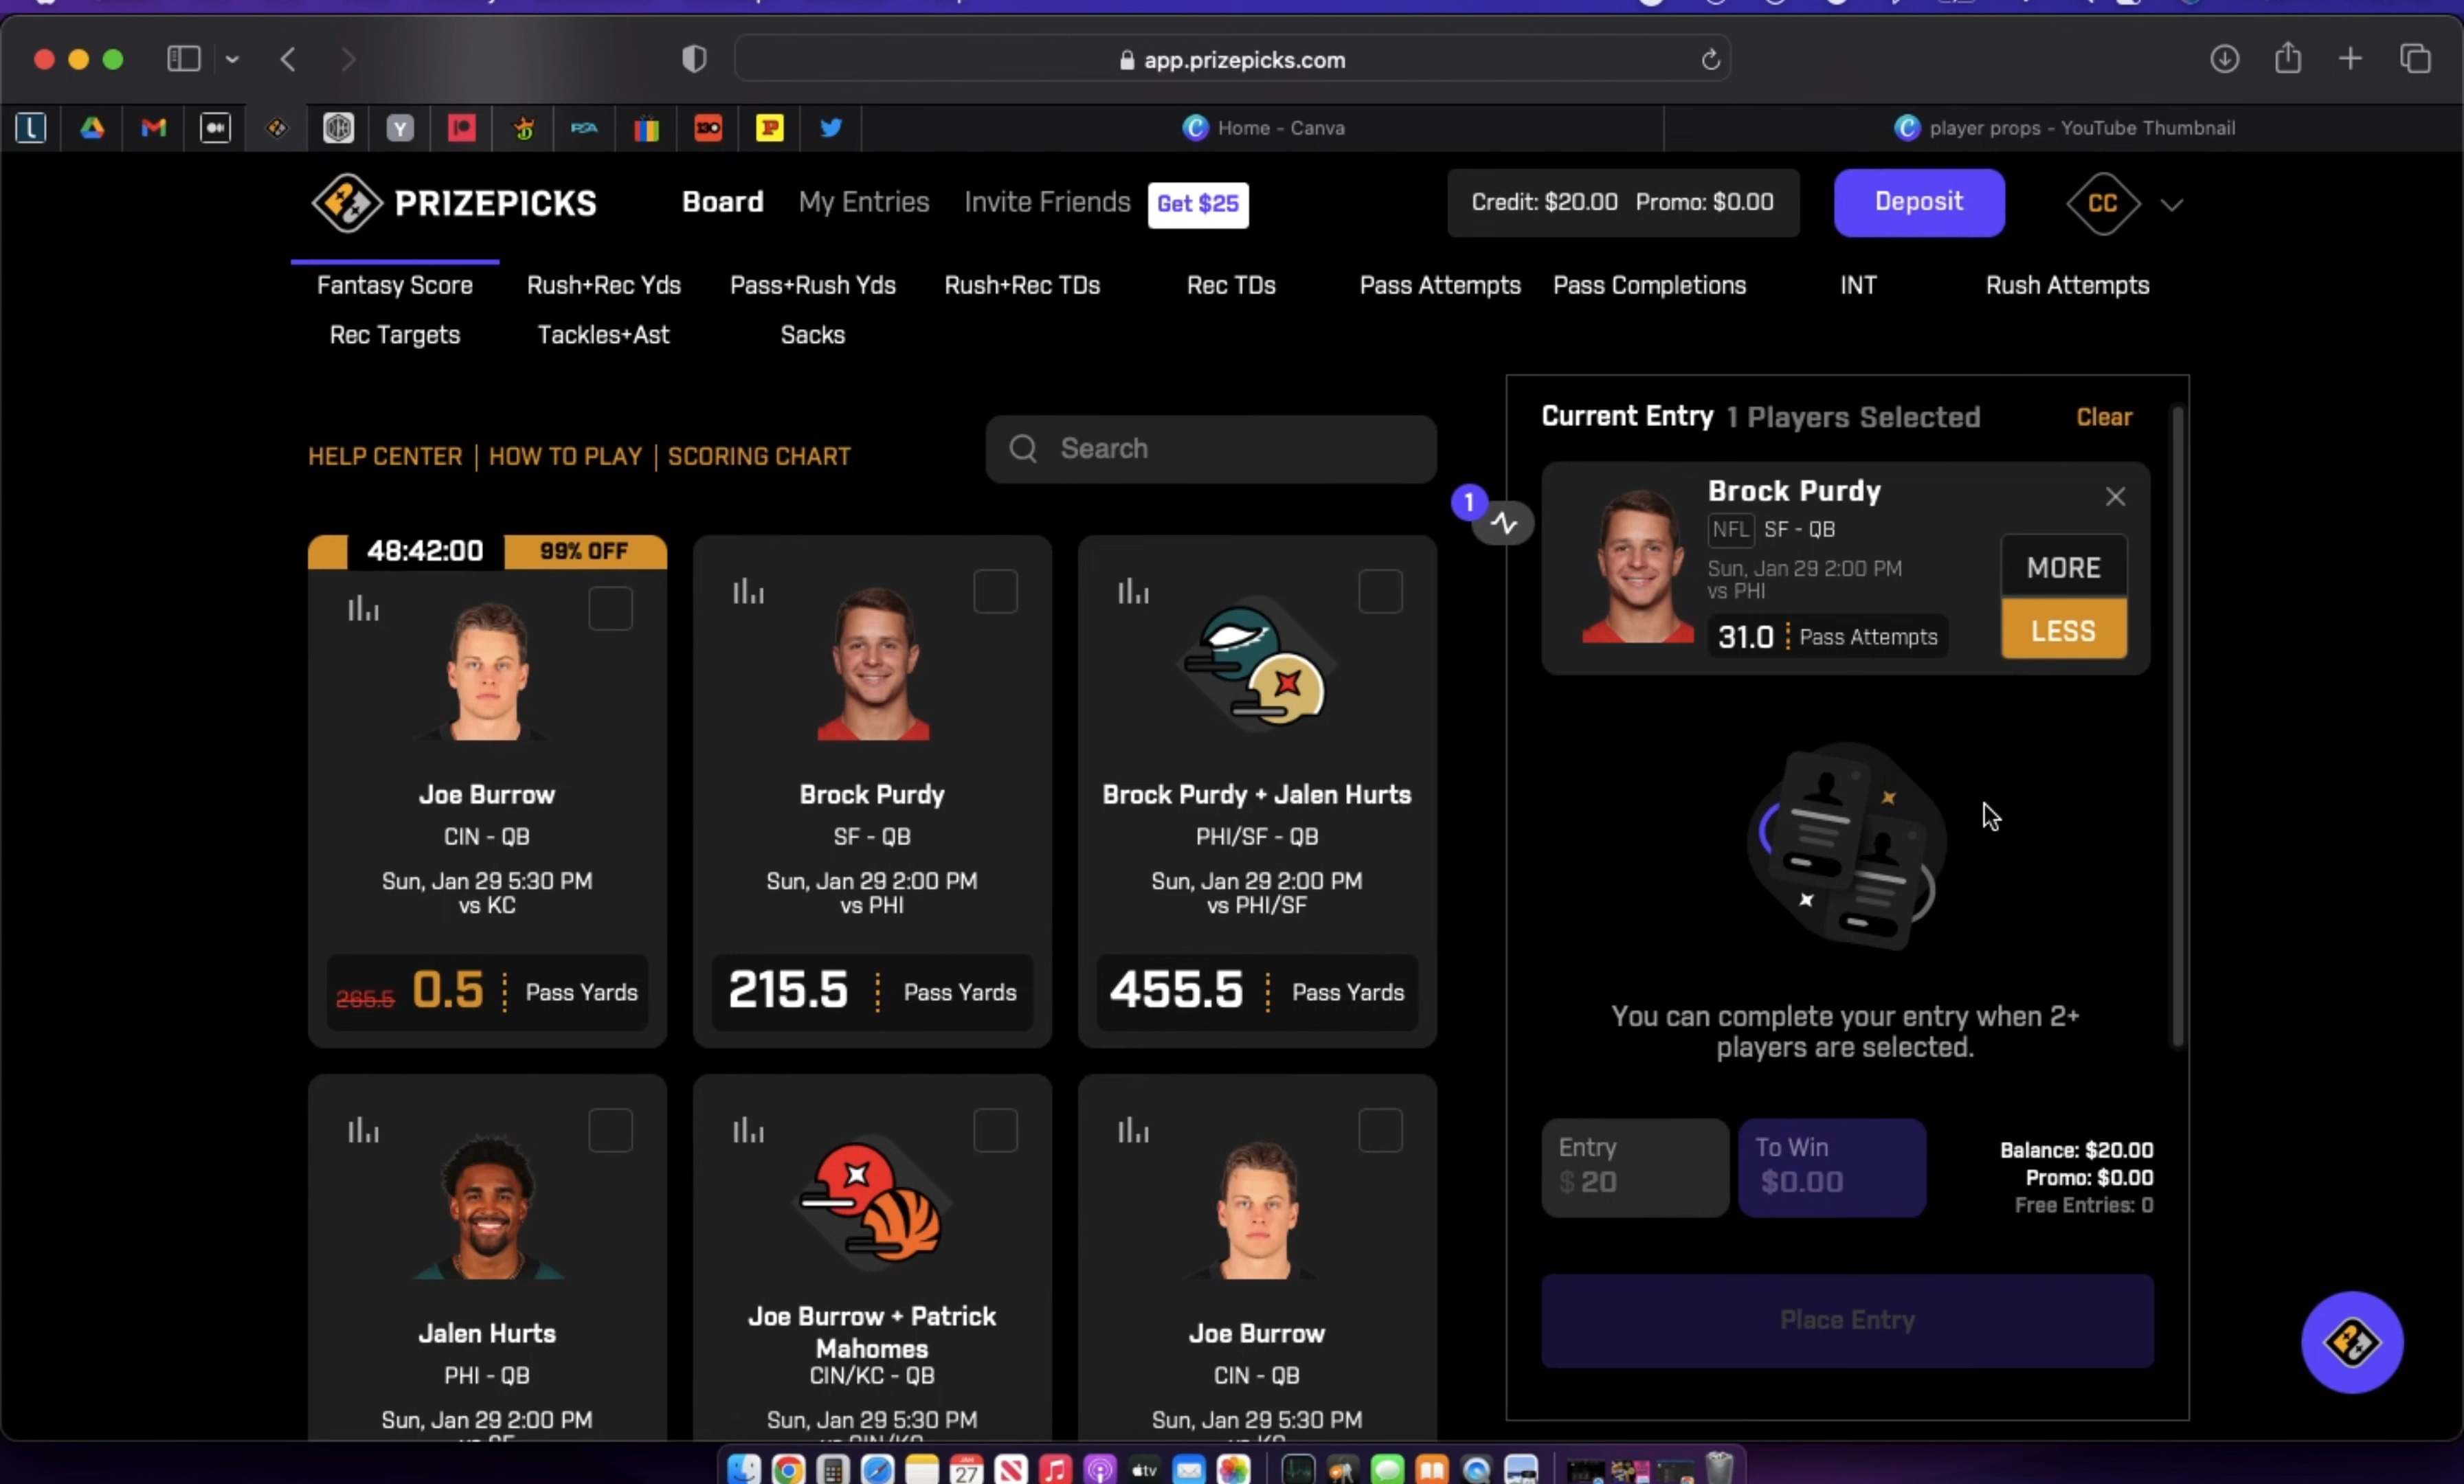 app.prizepicks.com
Home - Canva
player props - YouTube Thumbnail
PRIZEPICKS
Board
My Entries
Invite Friends
Get $25
Credit: $20.00 Promo: $0.00
Deposit
CC
Fantasy Score
Rush+Rec Yds
Pass+Rush Yds
Rush+Rec TDs
Rec TDs
Pass Attempts
Pass Completions
INT
Rush Attempts
Rec Targets
Tackles+Ast
Sacks
HELP CENTER | HOW TO PLAY | SCORING CHART
Search
48:42:00
99% OFF
Joe Burrow
CIN - QB
Sun, Jan 29 5:30 PM
vs KC
265.5 0.5 Pass Yards
Brock Purdy
SF - QB
Sun, Jan 29 2:00 PM
vs PHI
215.5 Pass Yards
Brock Purdy + Jalen Hurts
PHI/SF - QB
Sun, Jan 29 2:00 PM
vs PHI/SF
455.5 Pass Yards
Jalen Hurts
PHI - QB
Sun, Jan 29 2:00 PM
Joe Burrow + Patrick
Mahomes
CIN/KC - QB
Sun, Jan 29 5:30 PM
Joe Burrow
CIN - QB
Sun, Jan 29 5:30 PM
Current Entry 1 Players Selected
Clear
1
Brock Purdy
NFL SF - QB
Sun, Jan 29 2:00 PM
vs PHI
31.0 Pass Attempts
MORE
LESS
You can complete your entry when 2+
players are selected.
Entry
$ 20
To Win
$0.00
Balance: $20.00
Promo: $0.00
Free Entries: 0
Place Entry
JAN
27
tv